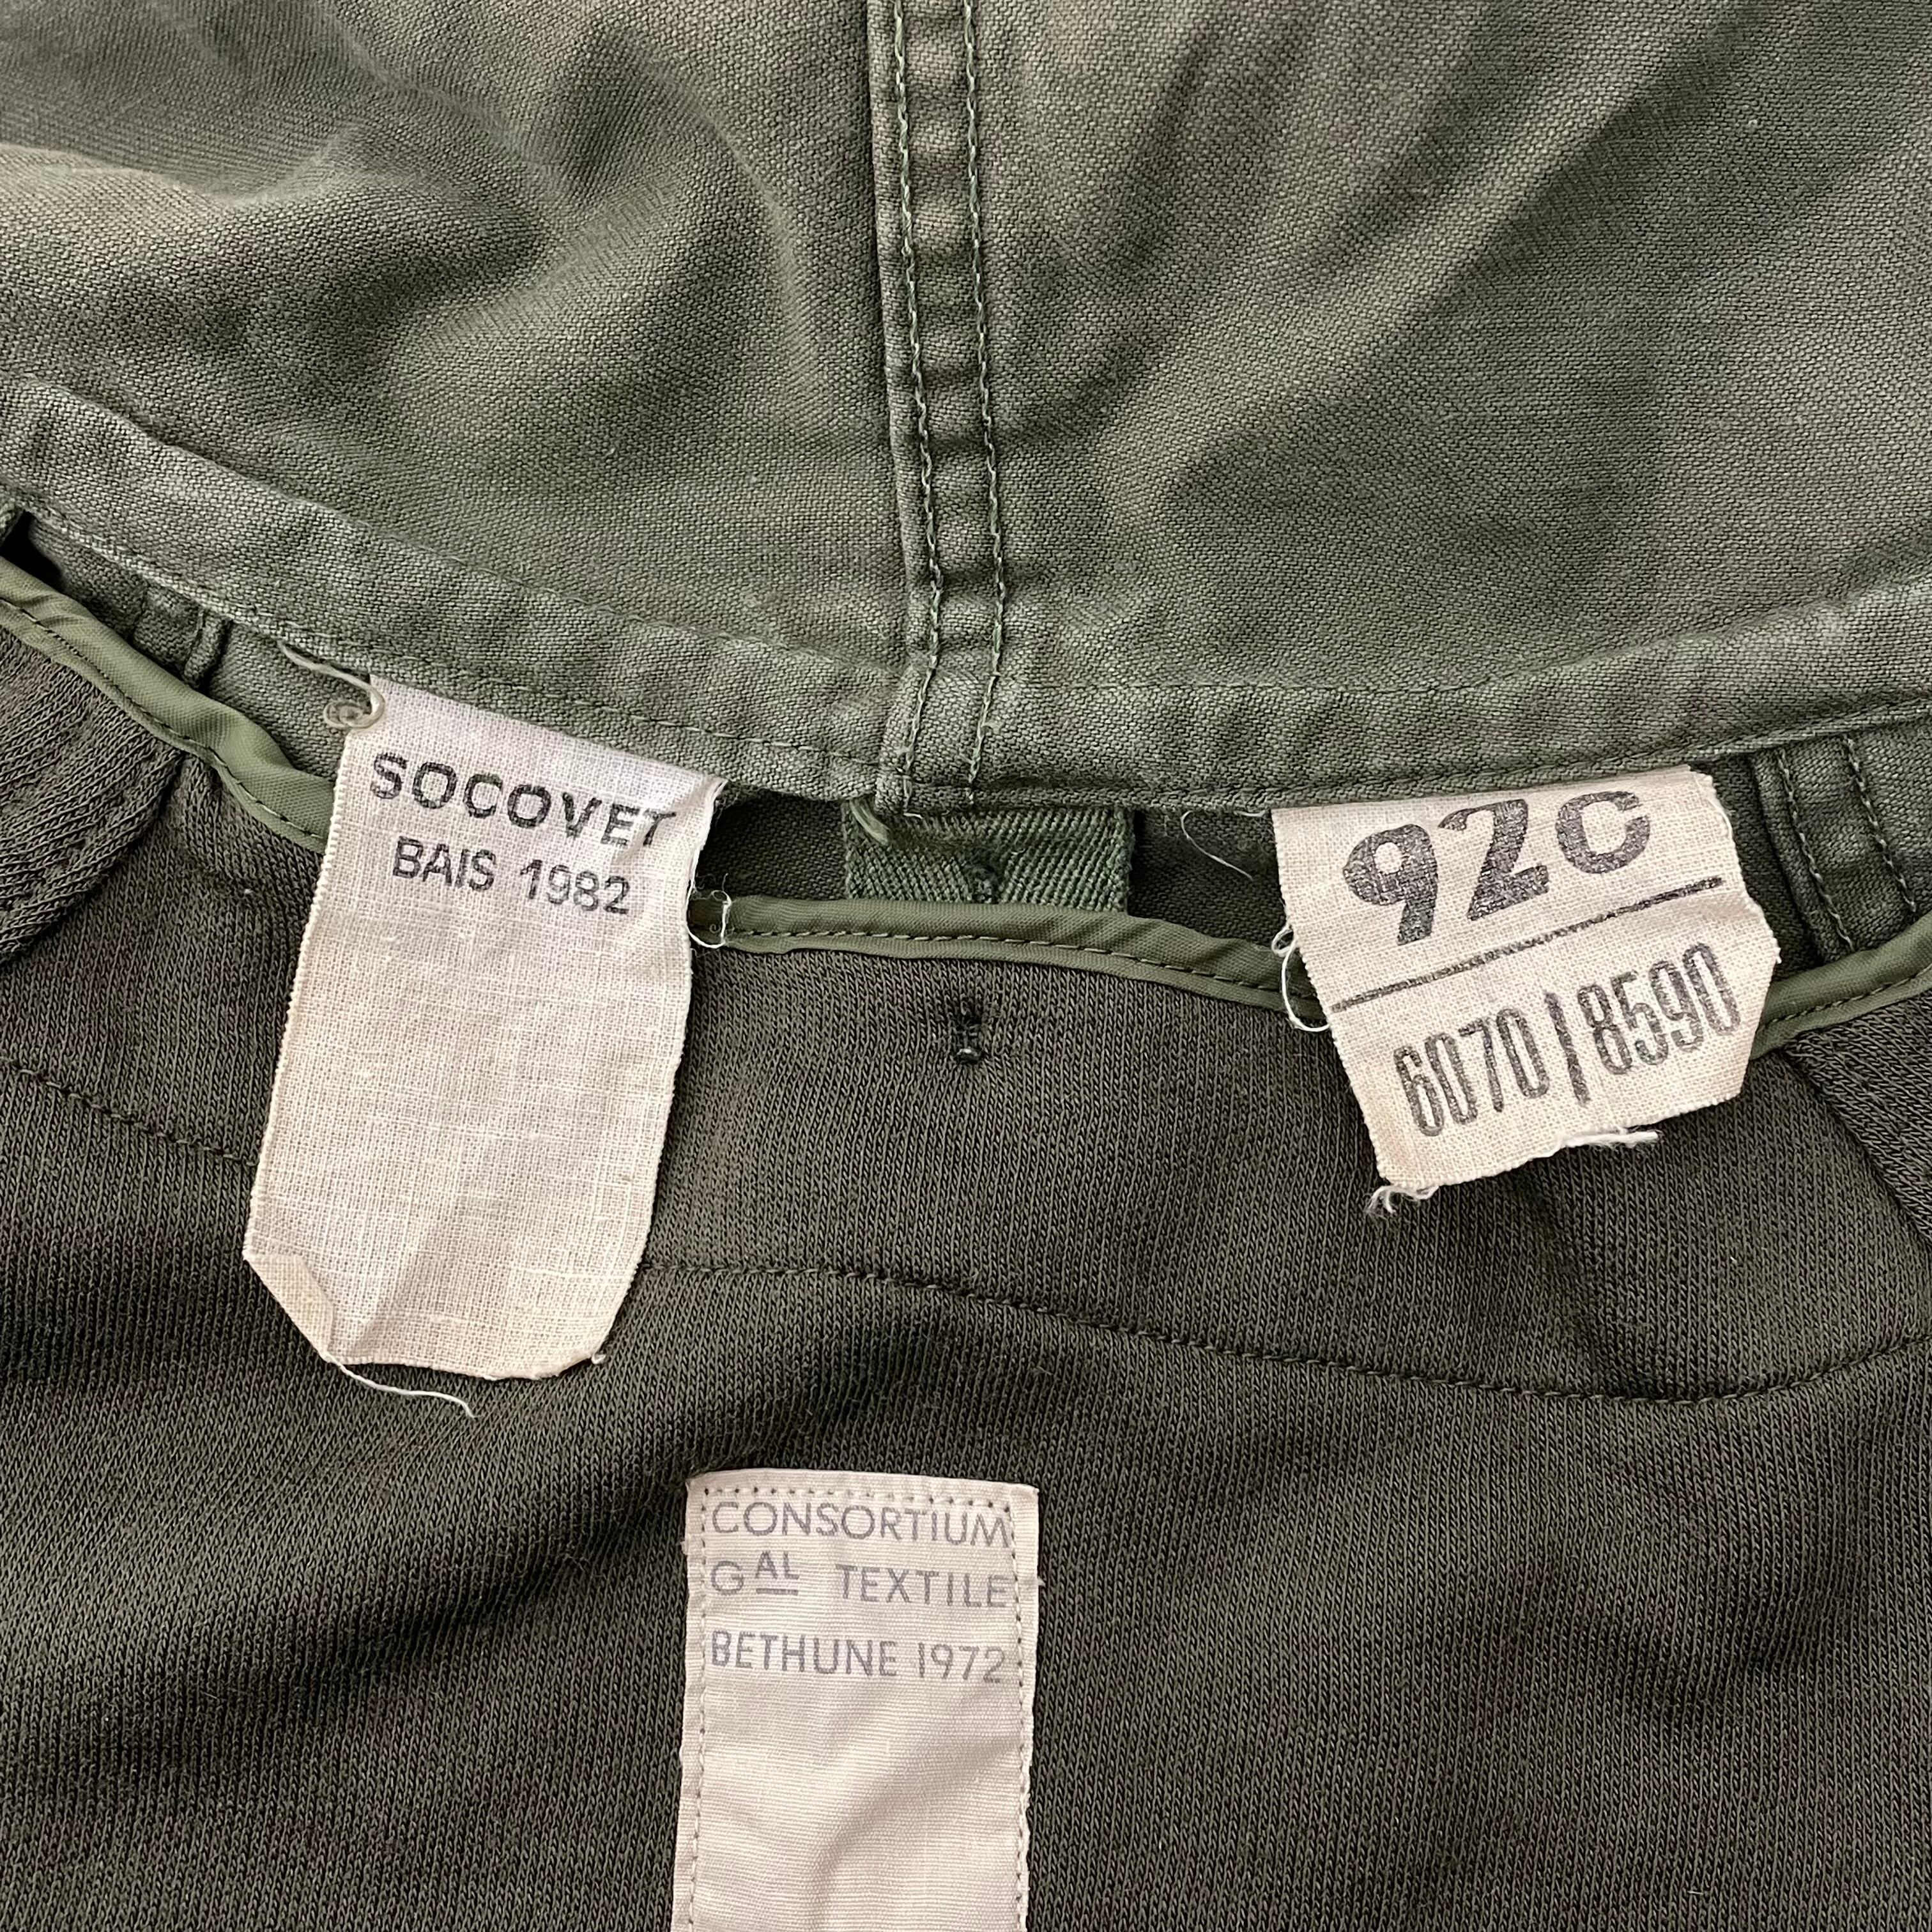 SOCOVET
BAIS 1982
92C
6070/8590
CONSORTIUM
GAL TEXTILE
BETHUNE 1972